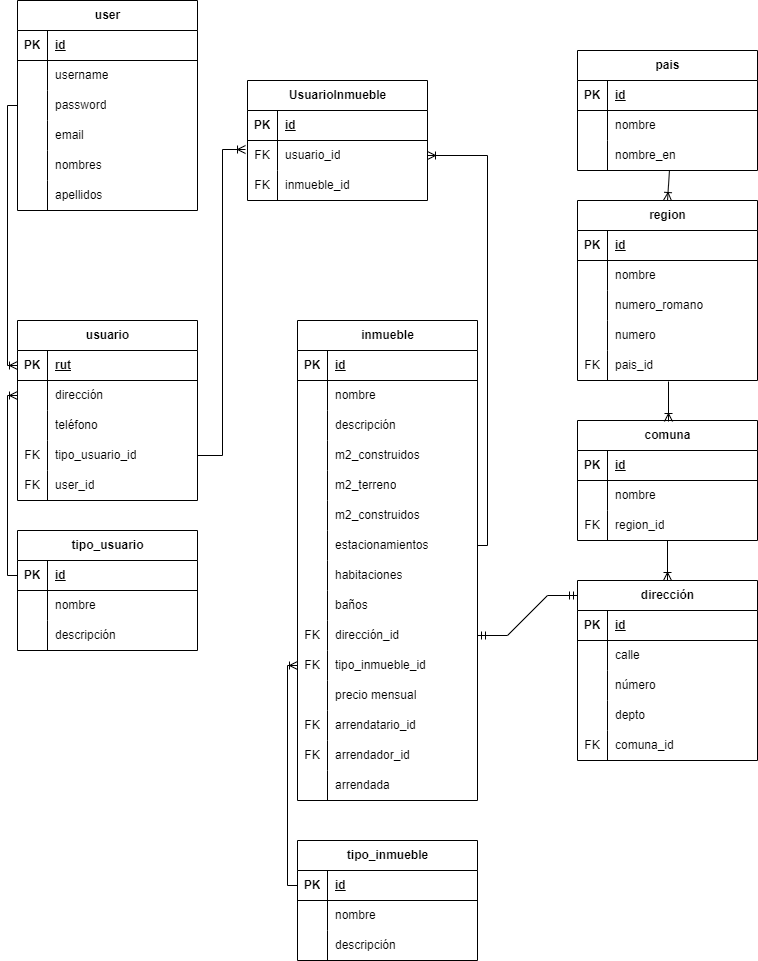 user
PK id
username
password
email
nombres
apellidos
UsuarioInmueble
PK id
FK usuario_id
FK inmueble_id
pais
PK id
nombre
nombre_en
region
PK id
nombre
numero_romano
numero
FK pais_id
usuario
PK rut
dirección
teléfono
FK tipo_usuario_id
FK user_id
inmueble
PK id
nombre
descripción
m2_construidos
m2_terreno
m2_construidos
estacionamientos
habitaciones
baños
FK dirección_id
FK tipo_inmueble_id
precio mensual
FK arrendatario_id
FK arrendador_id
arrendada
comuna
PK id
nombre
FK region_id
tipo_usuario
PK id
nombre
descripción
dirección
PK id
calle
número
depto
FK comuna_id
tipo_inmueble
PK id
nombre
descripción